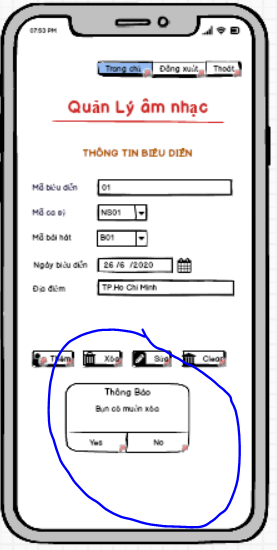 07:53 PM
Trang chủ Đăng xuất Thoát
Quản Lý âm nhạc
THÔNG TIN BIỂU DIỄN
Mã biểu diễn 01
Mã ca sỹ NS01
Mã bài hát B01
Ngày biểu diễn 26 /6 /2020
Địa điểm TP.Ho Chi Minh
Thêm Xóa Sửa Clear
Thông Báo
Bạn có muốn xóa
Yes No